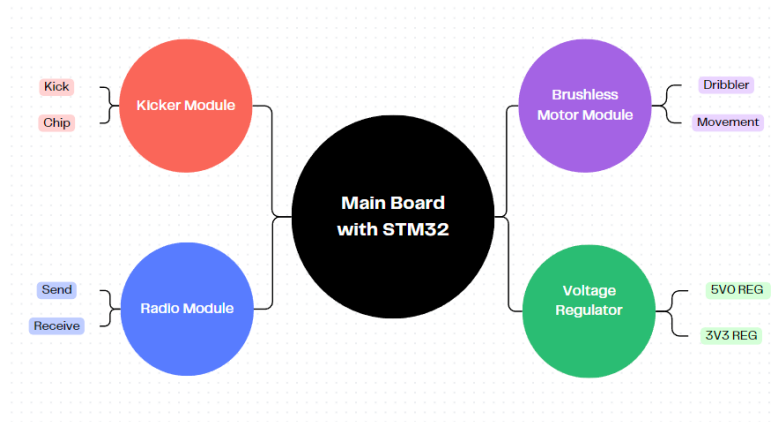 Kick
Chip
Kicker Module
Send
Receive
Radio Module
Main Board
with STM32
Brushless
Motor Module
Dribbler
Movement
Voltage
Regulator
5V0 REG
3V3 REG